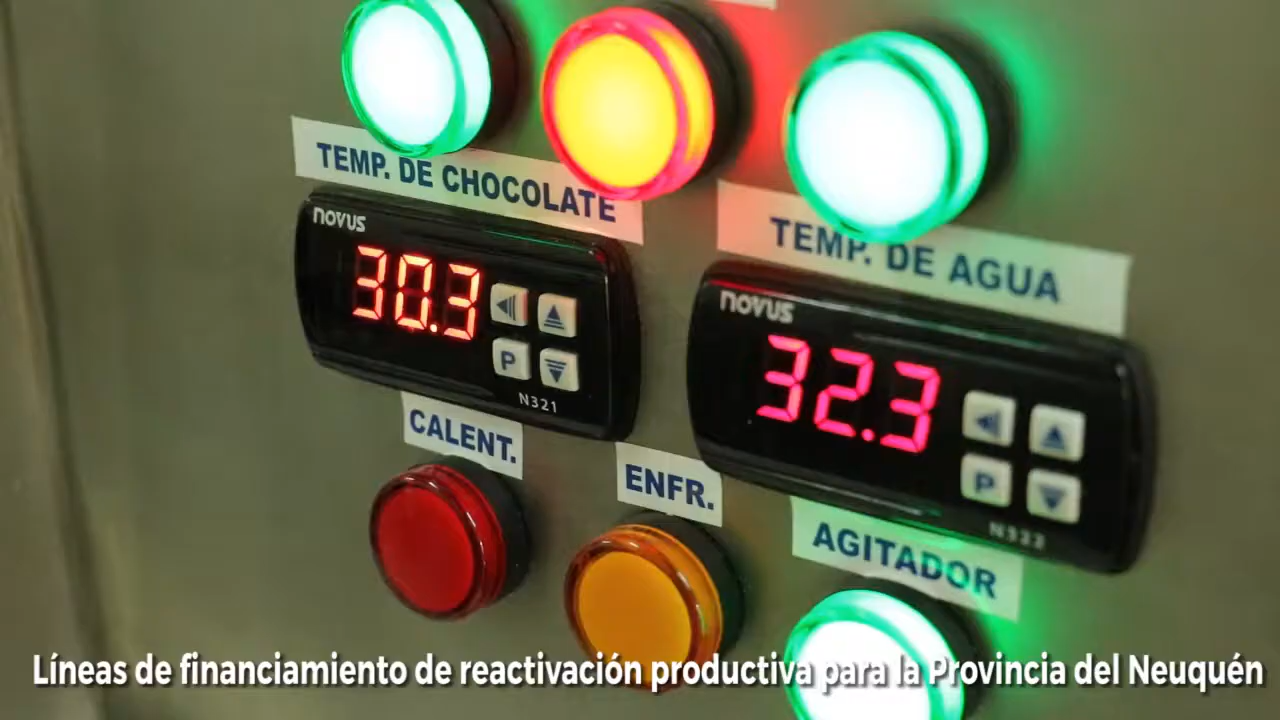 TEMP. DE CHOCOLATE
novus
30.3
P
N321
TEMP. DE AGUA
novus
32.3
P
N322
CALENT.
ENFR.
AGITADOR
Líneas de financiamiento de reactivación productiva para la Provincia del Neuquén